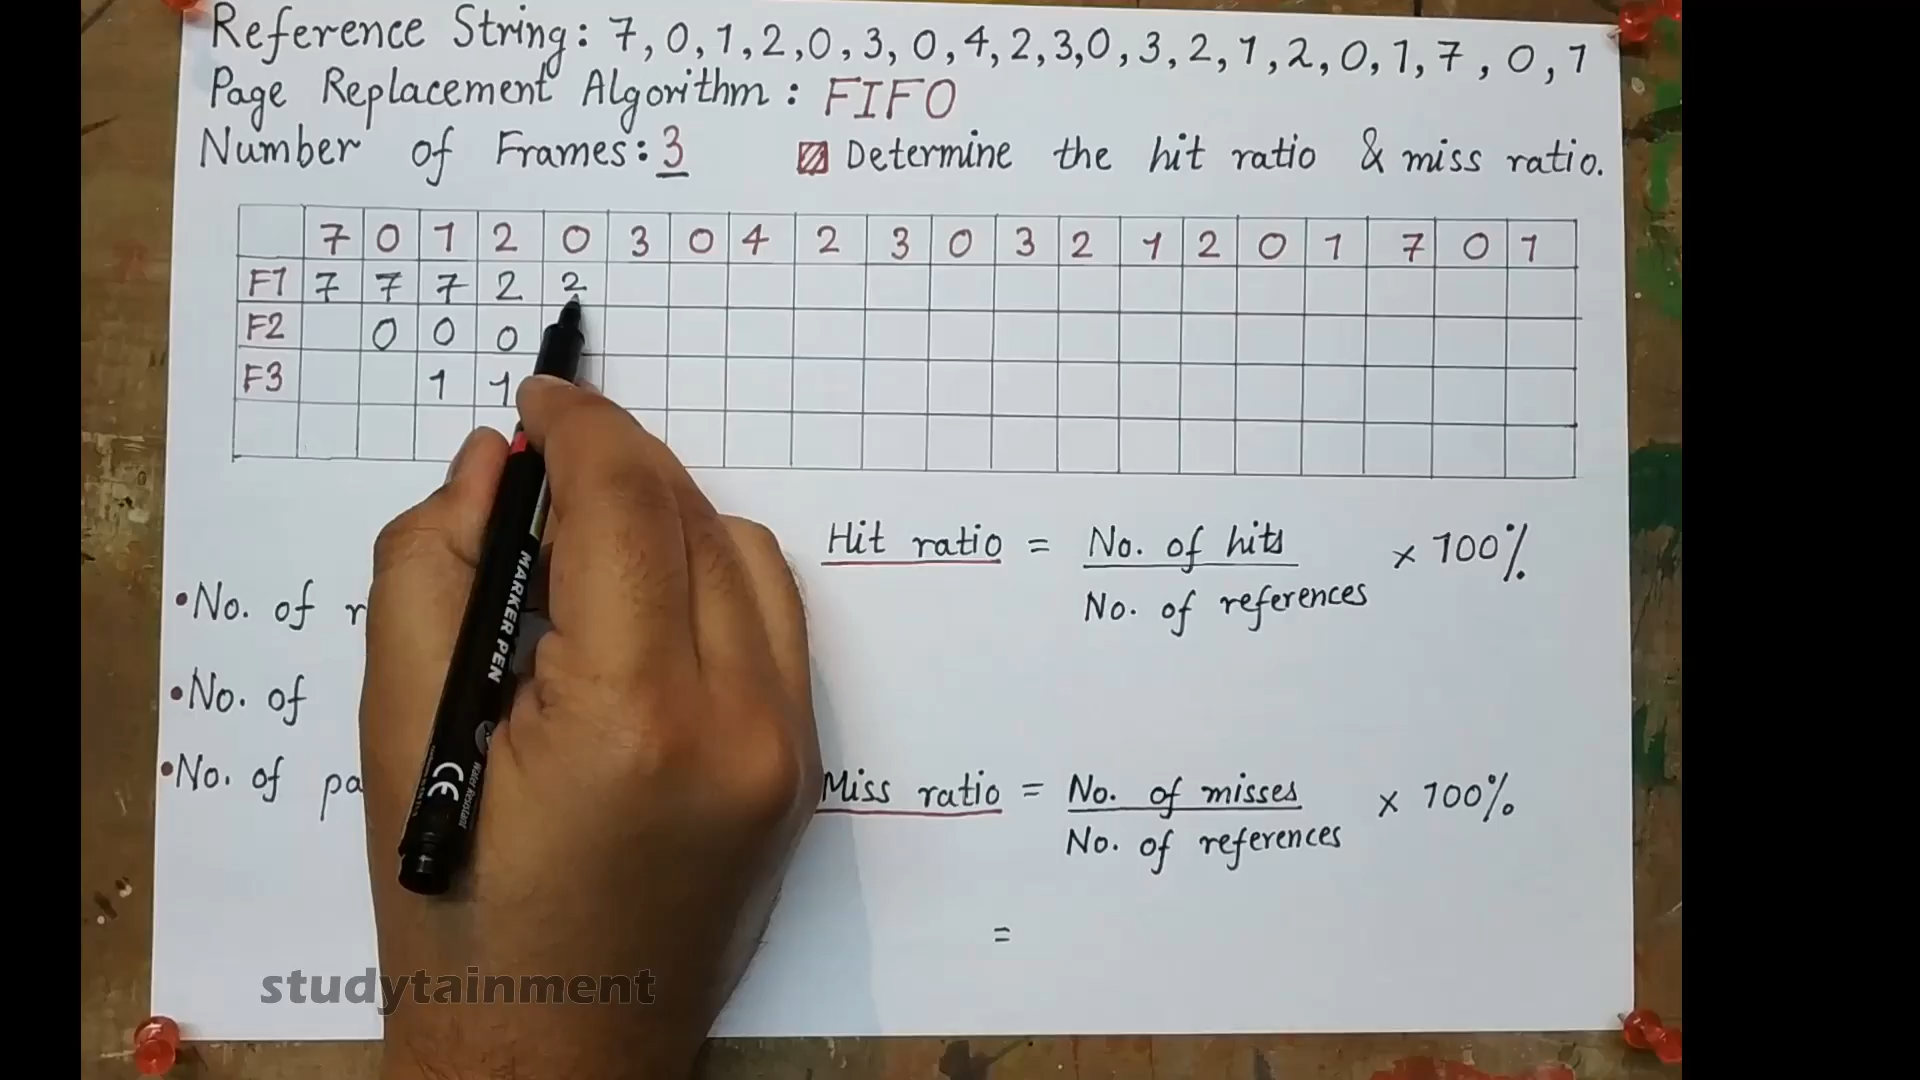 Reference String: 7, 0, 1, 2, 0, 3, 0, 4, 2, 3, 0, 3, 2, 1, 2, 0, 1, 7, 0, 1
Page Replacement Algorithm: FIFO
Number of Frames: 3
Determine the hit ratio & miss ratio.
7 0 1 2 0 3 0 4 2 3 0 3 2 1 2 0 1 7 0 1
F1 7 7 7 2 2
F2 0 0 0
F3 1 1
Hit ratio = No. of hits × 100%
No. of references
•No. of
•No. of
•No. of
Miss ratio = No. of misses × 100%
No. of references
=
MARKER PEN
Water Resistant
CE
studytainment